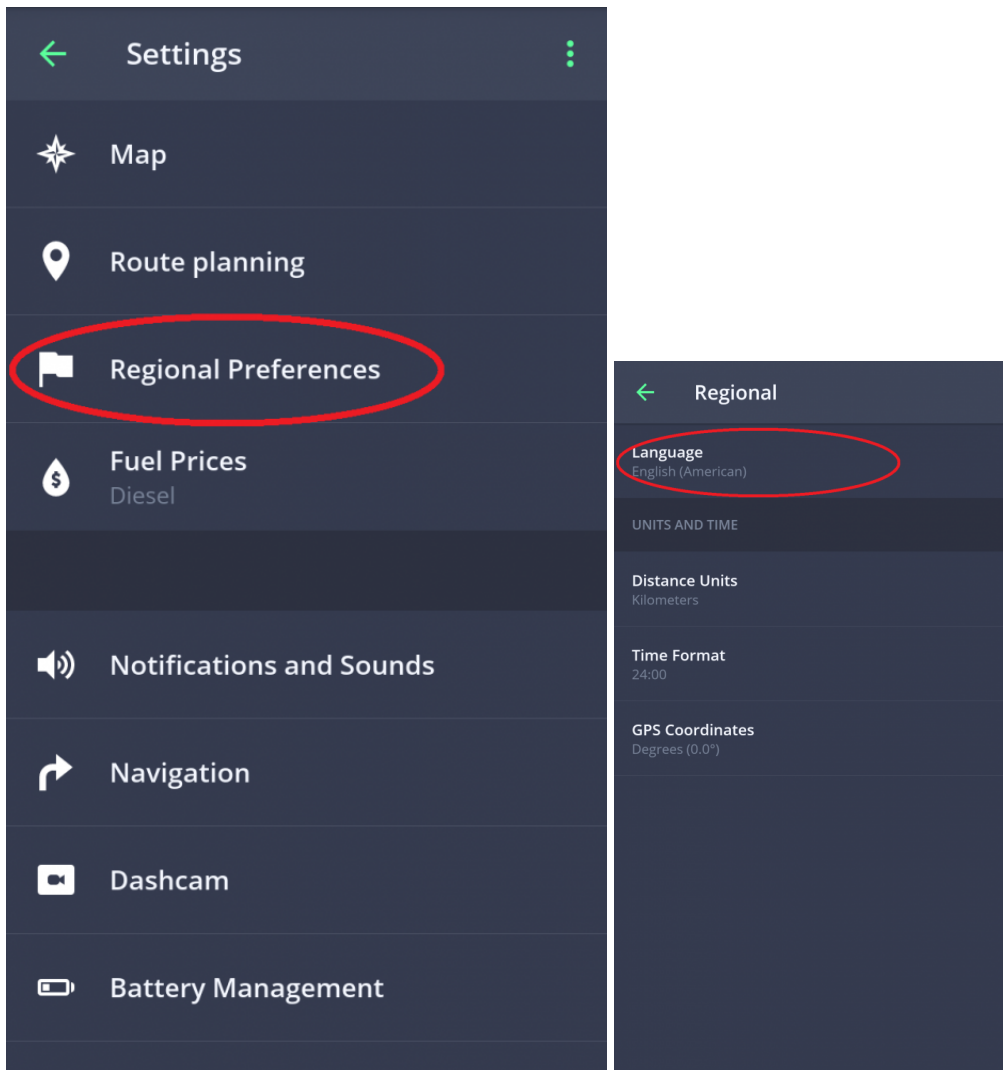 Settings
Map
Route planning
Regional Preferences
Fuel Prices
Diesel
$
Notifications and Sounds
Navigation
Dashcam
Battery Management
Regional
Language
English (American)
UNITS AND TIME
Distance Units
Kilometers
Time Format
24:00
GPS Coordinates
Degrees (0.0°)